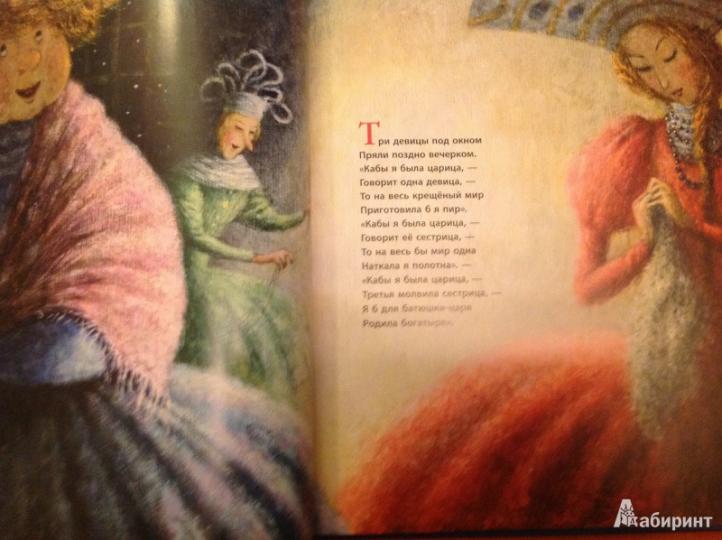 Три девицы под окном
Пряли поздно вечерком.
«Кабы я была царица, —
Говорит одна девица, —
То на весь крещёный мир
Приготовила б я пир».
«Кабы я была царица, —
Говорит её сестрица, —
То на весь бы мир одна
Наткала я полотна». —
«Кабы я была царица, —
Третья молвила сестрица, —
Я б для батюшки-царя
Родила богатыря».
Лабиринт